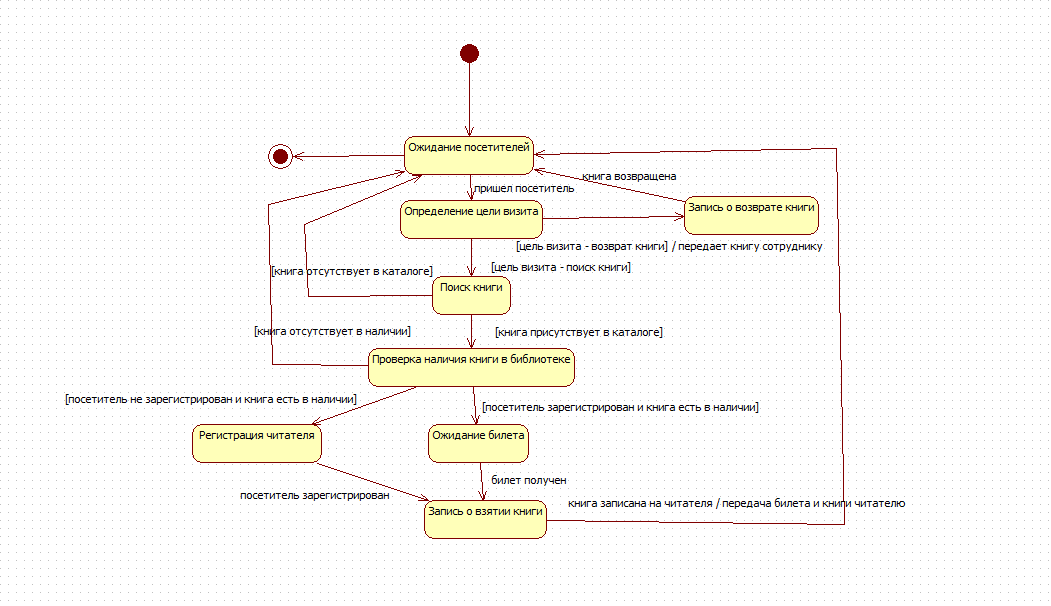 Ожидание посетителей
книга возвращена
пришел посетитель
Запись о возврате книги
Определение цели визита
[цель визита - возврат книги] / передает книгу сотруднику
[книга отсутствует в каталоге]
[цель визита - поиск книги]
Поиск книги
[книга отсутствует в наличии]
[книга присутствует в каталоге]
Проверка наличия книги в библиотеке
[посетитель не зарегистрирован и книга есть в наличии]
[посетитель зарегистрирован и книга есть в наличии]
Регистрация читателя
Ожидание билета
билет получен
посетитель зарегистрирован
книга записана на читателя / передача билета и книги читателю
Запись о взятии книги